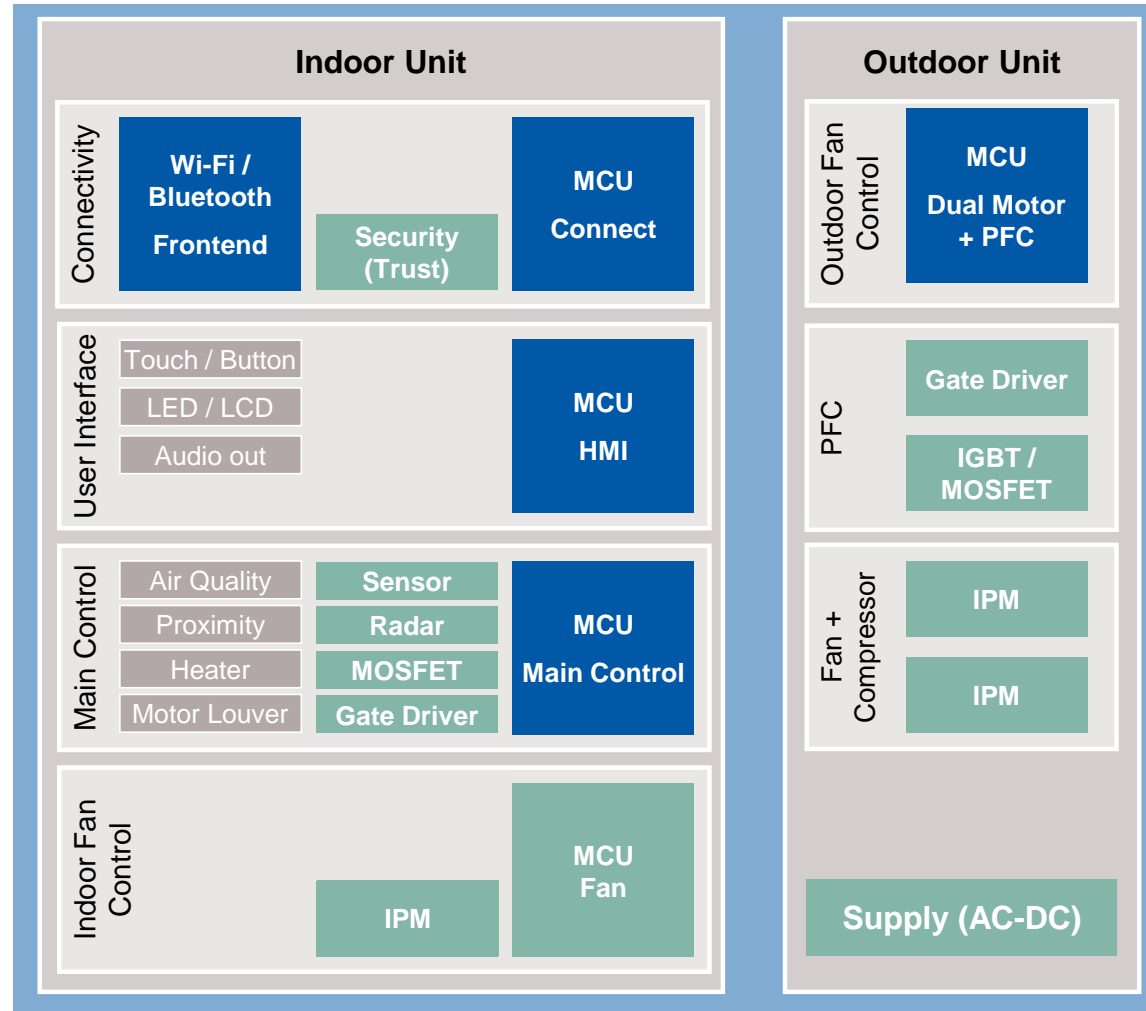 Indoor Unit
Connectivity
Wi-Fi /
Bluetooth
Frontend
Security
(Trust)
MCU
Connect
User Interface
Touch / Button
LED / LCD
Audio out
MCU
HMI
Main Control
Air Quality
Proximity
Heater
Motor Louver
Sensor
Radar
MOSFET
Gate Driver
MCU
Main Control
Indoor Fan
Control
IPM
MCU
Fan
Outdoor Unit
Outdoor Fan
Control
MCU
Dual Motor
+ PFC
PFC
Gate Driver
IGBT /
MOSFET
Fan +
Compressor
IPM
IPM
Supply (AC-DC)